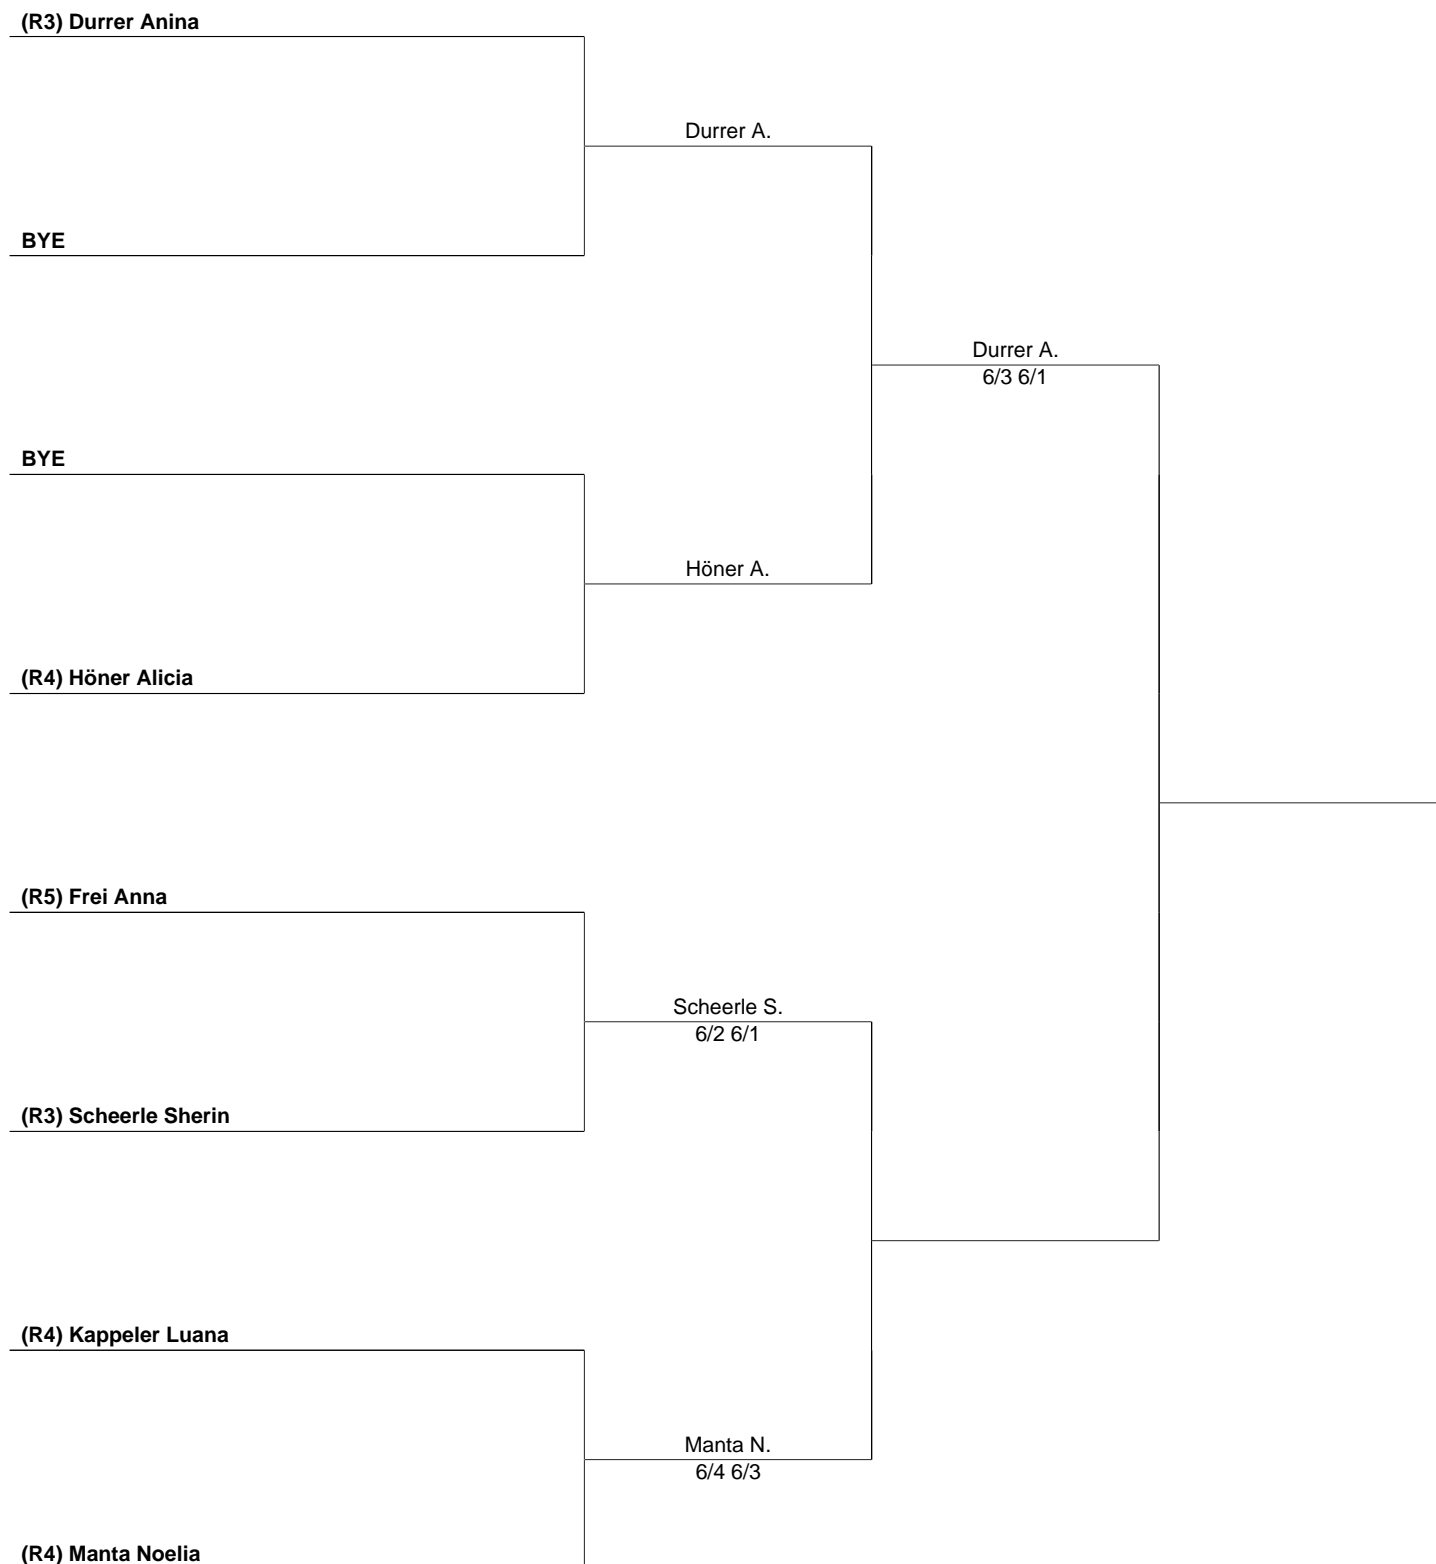 (R3) Durrer Anina
Durrer A.
BYE
Durrer A.
6/3 6/1
BYE
Höner A.
(R4) Höner Alicia
(R5) Frei Anna
Scheerle S.
6/2 6/1
(R3) Scheerle Sherin
(R4) Kappeler Luana
Manta N.
6/4 6/3
(R4) Manta Noelia